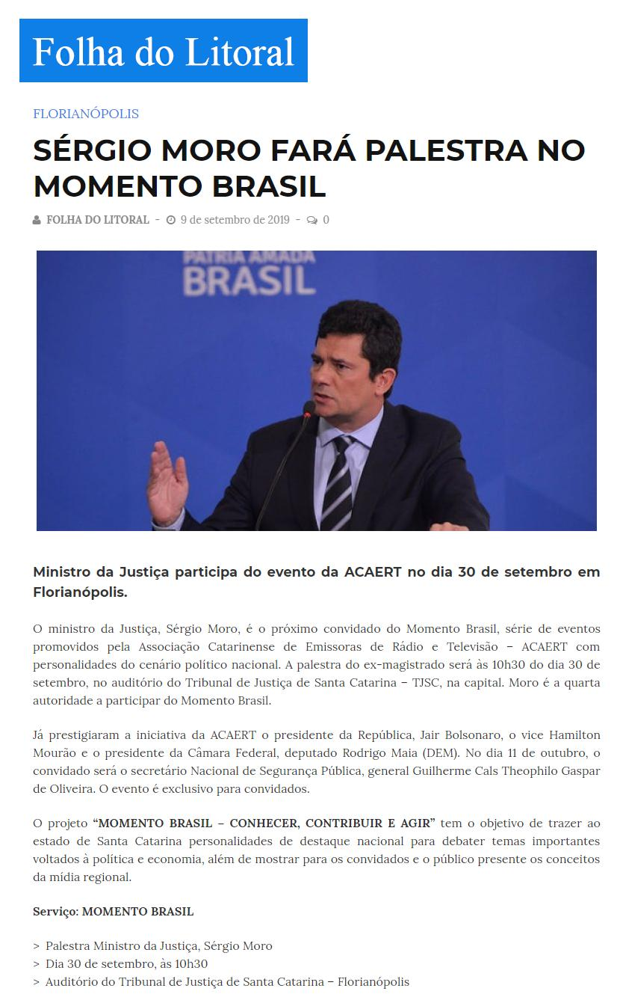 Folha do Litoral
FLORIANÓPOLIS
SÉRGIO MORO FARÁ PALESTRA NO
MOMENTO BRASIL
FOLHA DO LITORAL - 9 de setembro de 2019 - 0
PÁTRIA AMADA
BRASIL
Ministro da Justiça participa do evento da ACAERT no dia 30 de setembro em
Florianópolis.
O ministro da Justiça, Sérgio Moro, é o próximo convidado do Momento Brasil, série de eventos
promovidos pela Associação Catarinense de Emissoras de Rádio e Televisão – ACAERT com
personalidades do cenário político nacional. A palestra do ex-magistrado será às 10h30 do dia 30 de
setembro, no auditório do Tribunal de Justiça de Santa Catarina – TJSC, na capital. Moro é a quarta
autoridade a participar do Momento Brasil.
Já prestigiaram a iniciativa da ACAERT o presidente da República, Jair Bolsonaro, o vice Hamilton
Mourão e o presidente da Câmara Federal, deputado Rodrigo Maia (DEM). No dia 11 de outubro, o
convidado será o secretário Nacional de Segurança Pública, general Guilherme Cals Theophilo Gaspar
de Oliveira. O evento é exclusivo para convidados.
O projeto “MOMENTO BRASIL – CONHECER, CONTRIBUIR E AGIR” tem o objetivo de trazer ao
estado de Santa Catarina personalidades de destaque nacional para debater temas importantes
voltados à política e economia, além de mostrar para os convidados e o público presente os conceitos
da mídia regional.
Serviço: MOMENTO BRASIL
> Palestra Ministro da Justiça, Sérgio Moro
> Dia 30 de setembro, às 10h30
> Auditório do Tribunal de Justiça de Santa Catarina – Florianópolis